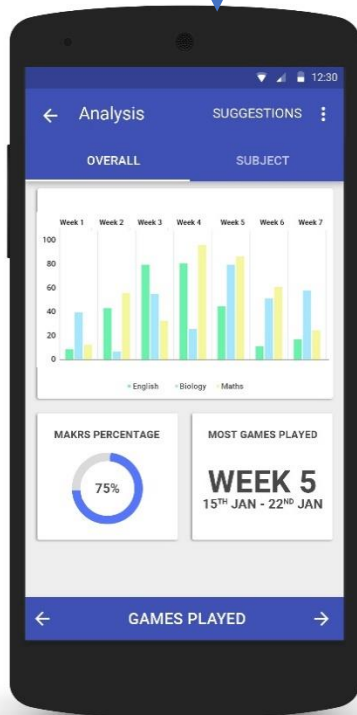 12:30
Analysis SUGGESTIONS
OVERALL SUBJECT
Week 1 Week 2 Week 3 Week 4 Week 5 Week 6 Week 7
100
80
60
40
20
0
English Biology Maths
MAKRS PERCENTAGE
75%
MOST GAMES PLAYED
WEEK 5
15TH JAN - 22ND JAN
GAMES PLAYED